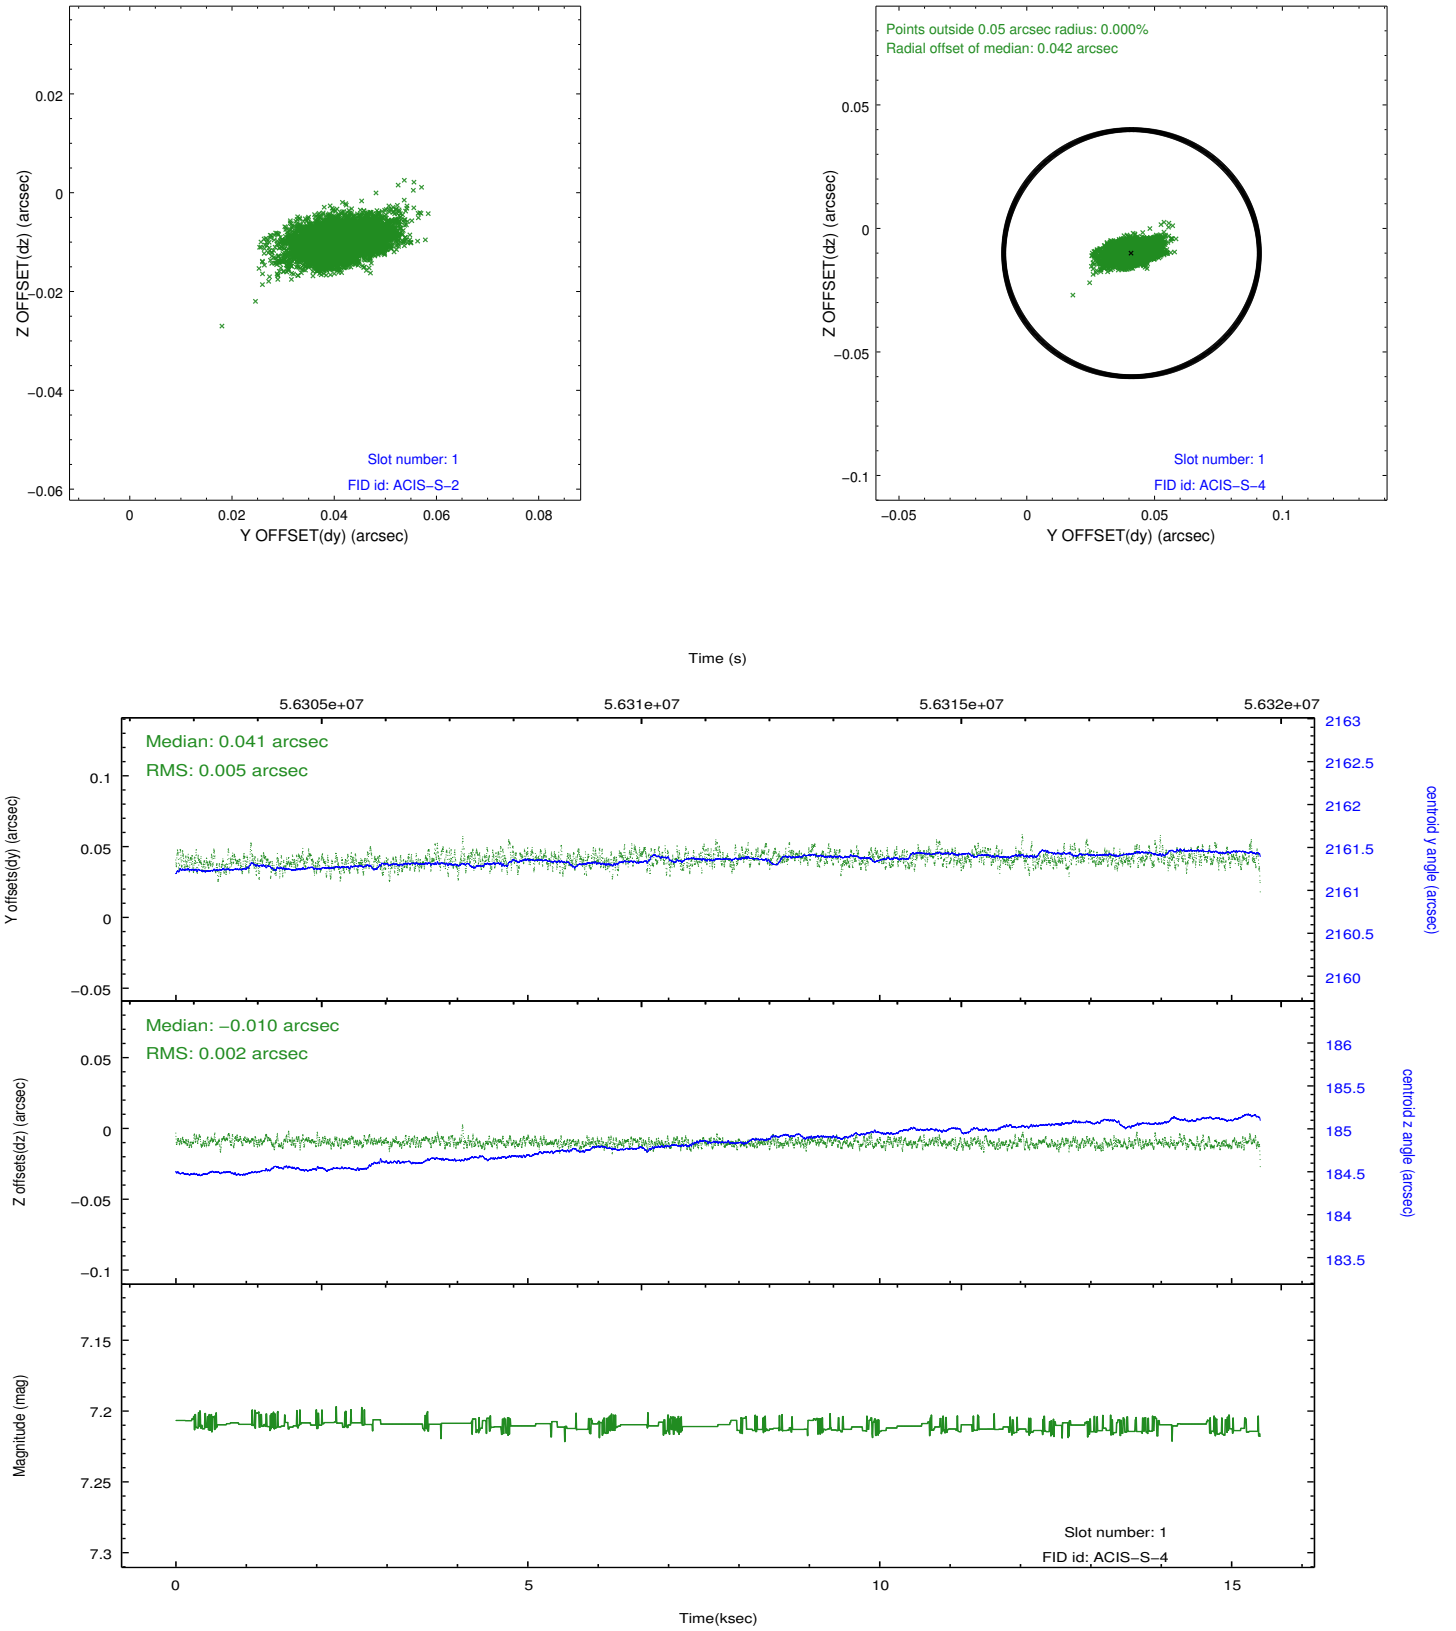 0.02
0
−0.02
−0.04
−0.06
Z OFFSET(dz) (arcsec)
Slot number: 1
FID id: ACIS−S−2
0 0.02 0.04 0.06 0.08
Y OFFSET(dy) (arcsec)
Points outside 0.05 arcsec radius: 0.000%
Radial offset of median: 0.042 arcsec
0.05
0
−0.05
−0.1
Z OFFSET(dz) (arcsec)
Slot number: 1
FID id: ACIS−S−4
−0.05 0 0.05 0.1
Y OFFSET(dy) (arcsec)
Time (s)
5.6305e+07 5.631e+07 5.6315e+07 5.632e+07
Median: 0.041 arcsec
RMS: 0.005 arcsec
0.1
0.05
0
−0.05
Y offsets(dy) (arcsec)
2163
2162.5
2162
2161.5
2161
2160.5
2160
centroid y angle (arcsec)
Median: −0.010 arcsec
RMS: 0.002 arcsec
0.05
0
−0.05
−0.1
Z offsets(dz) (arcsec)
186
185.5
185
184.5
184
183.5
centroid z angle (arcsec)
7.15
7.2
7.25
7.3
Magnitude (mag)
Slot number: 1
FID id: ACIS−S−4
0 5 10 15
Time(ksec)